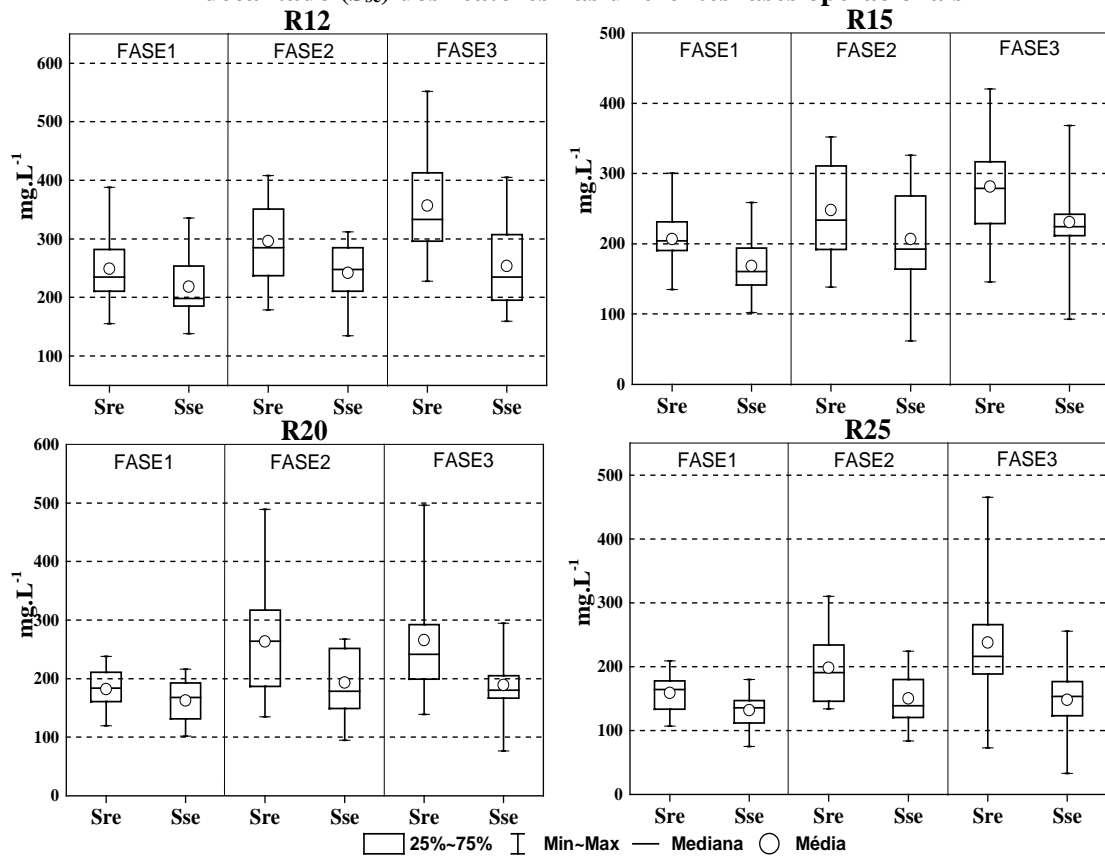 R12
FASE1 FASE2 FASE3
600
500
400
300
200
100
mg.L-1
Sre Sse Sre Sse Sre Sse
R15
FASE1 FASE2 FASE3
500
400
300
200
100
0
mg.L-1
Sre Sse Sre Sse Sre Sse
R20
FASE1 FASE2 FASE3
600
500
400
300
200
100
0
mg.L-1
Sre Sse Sre Sse Sre Sse
R25
FASE1 FASE2 FASE3
500
400
300
200
100
0
mg.L-1
Sre Sse Sre Sse Sre Sse
25%~75% Min~Max Mediana Média